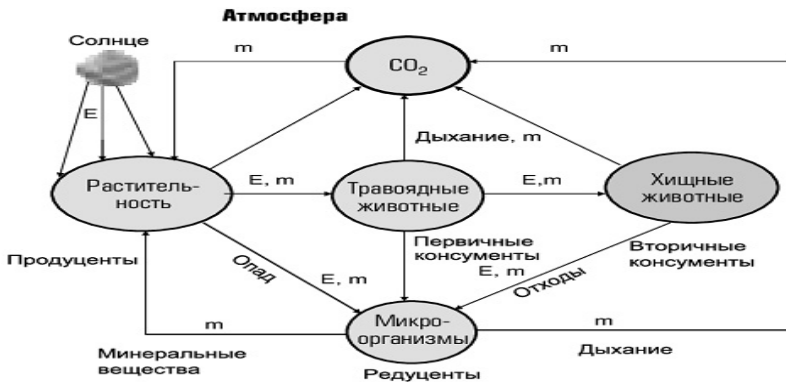 Атмосфера
Солнце
m
CO₂
m
E
Дыхание, m
Раститель-
ность
E, m
Травоядные
животные
E,m
Хищные
животные
Продуценты
Опад
E, m
Первичные
консументы
E, m
Отходы
Вторичные
консументы
m
Микро-
организмы
m
Минеральные
вещества
Редуценты
Дыхание